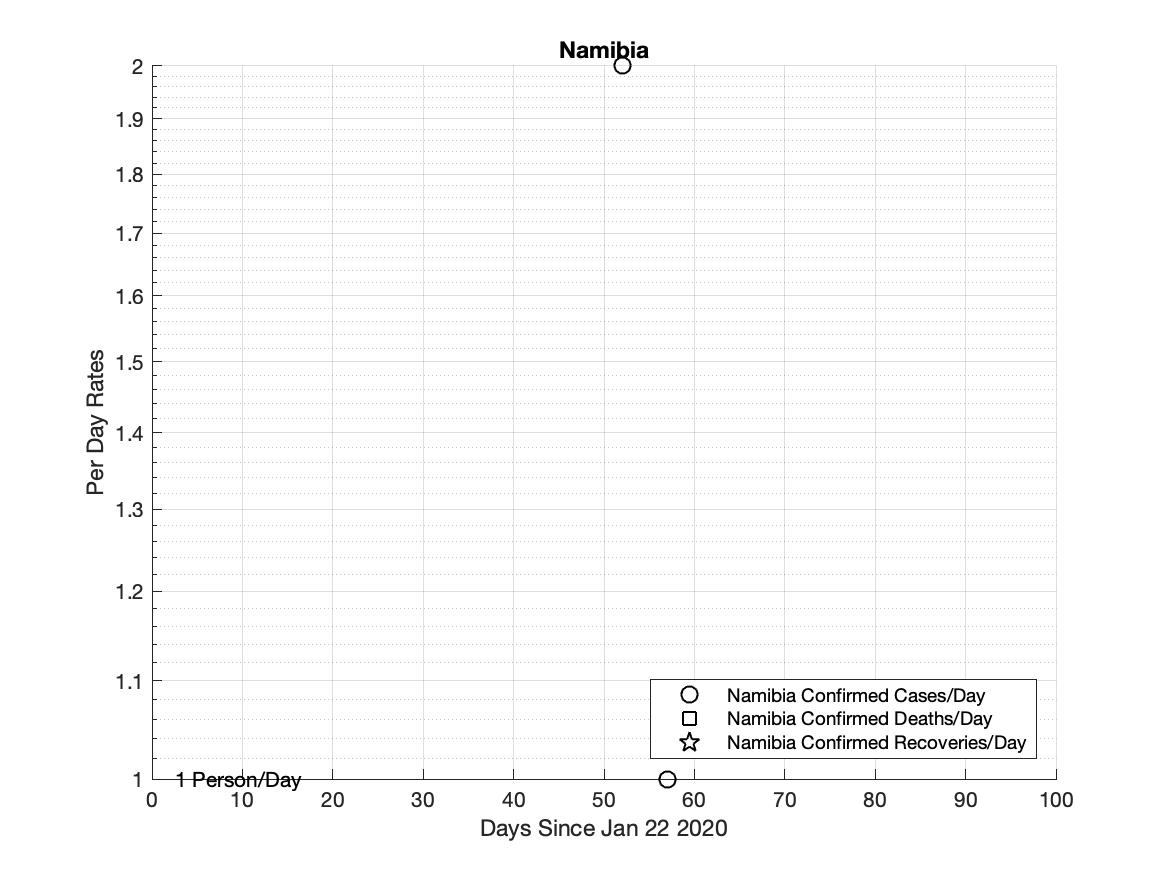 Namibia
2
1.9
1.8
1.7
1.6
1.5
1.4
1.3
1.2
1.1
1
Per Day Rates
Namibia Confirmed Cases/Day
Namibia Confirmed Deaths/Day
Namibia Confirmed Recoveries/Day
1 Person/Day
0 10 20 30 40 50 60 70 80 90 100
Days Since Jan 22 2020